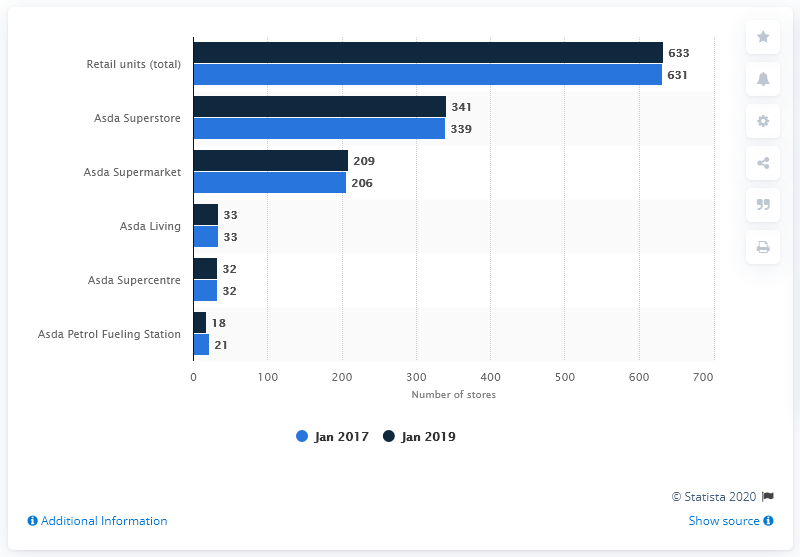 Retail units (total)
633
631
Asda Superstore
341
339
Asda Supermarket
209
206
Asda Living
33
33
Asda Supercentre
32
32
Asda Petrol Fueling Station
18
21
0 100 200 300 400 500 600 700
Number of stores
Jan 2017 Jan 2019
© Statista 2020
Additional Information
Show source